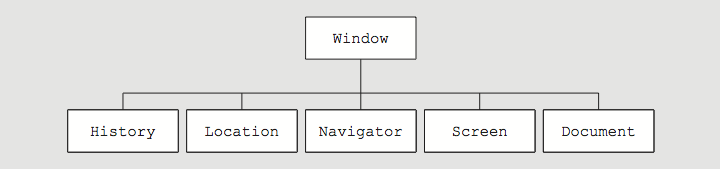 Window
History
Location
Navigator
Screen
Document